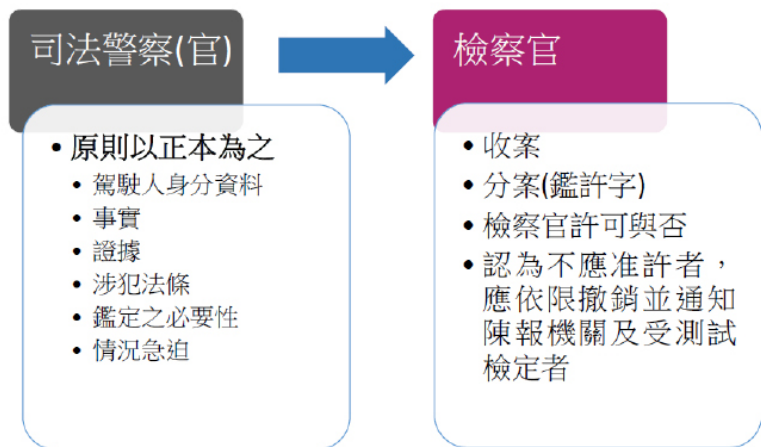 司法警察(官)
• 原則以正本為之
• 駕駛人身分資料
• 事實
• 證據
• 涉犯法條
• 鑑定之必要性
• 情況急迫
檢察官
• 收案
• 分案(鑑許字)
• 檢察官許可與否
• 認為不應准許者，
應依限撤銷並通知
陳報機關及受測試
檢定者